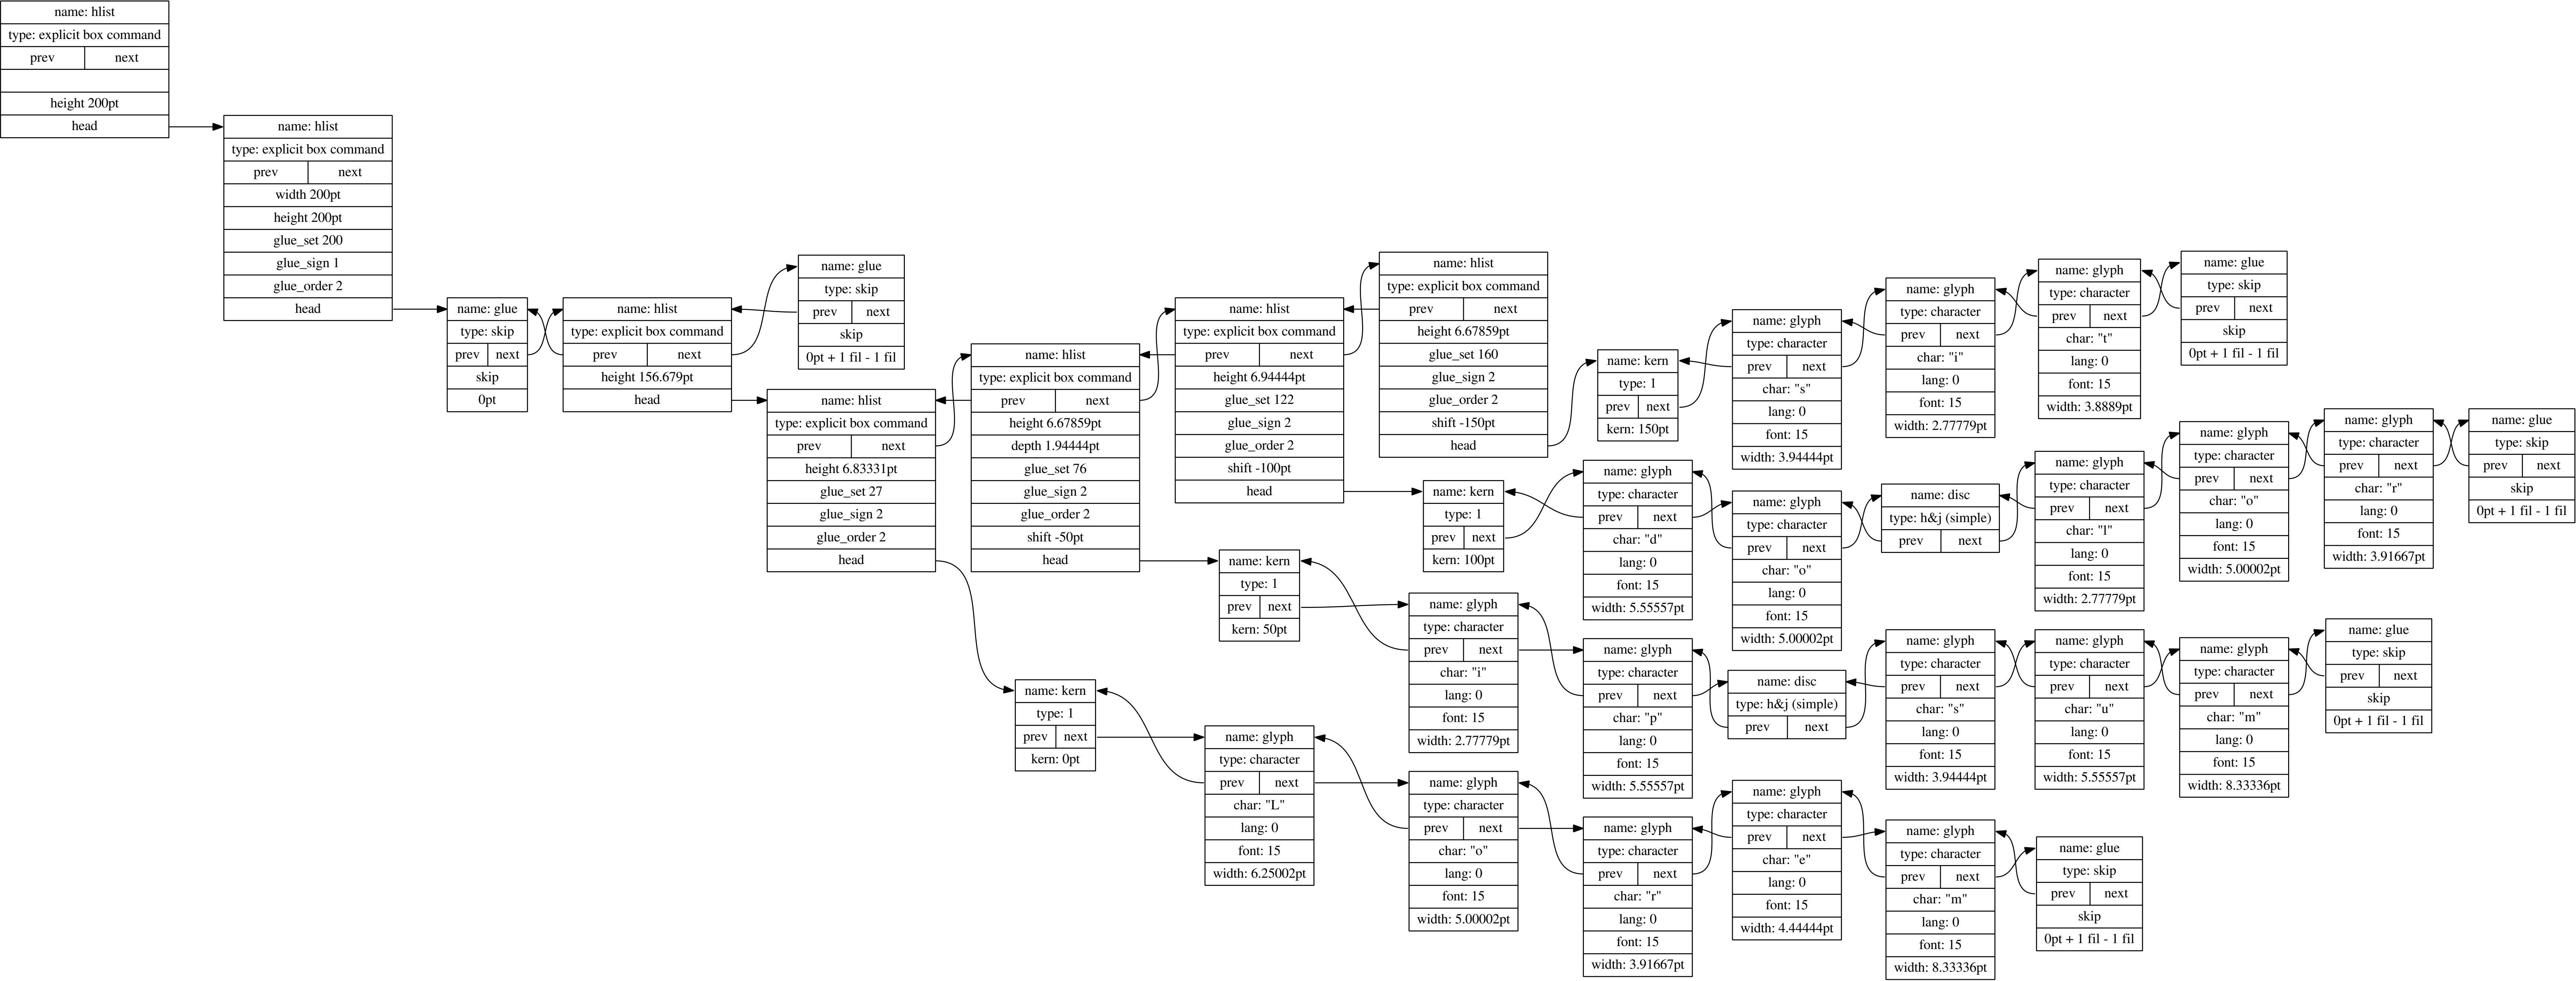 name: hlist
type: explicit box command
prev next
height 200pt
head
name: hlist
type: explicit box command
prev next
width 200pt
height 200pt
glue_set 200
glue_sign 1
glue_order 2
head
name: glue
type: skip
prev next
skip
0pt
name: hlist
type: explicit box command
prev next
height 156.679pt
head
name: glue
type: skip
prev next
skip
0pt + 1 fil - 1 fil
name: hlist
type: explicit box command
prev next
height 6.83331pt
glue_set 27
glue_sign 2
glue_order 2
head
name: hlist
type: explicit box command
prev next
height 6.67859pt
depth 1.94444pt
glue_set 76
glue_sign 2
glue_order 2
shift -50pt
head
name: hlist
type: explicit box command
prev next
height 6.94444pt
glue_set 122
glue_sign 2
glue_order 2
shift -100pt
head
name: hlist
type: explicit box command
prev next
height 6.67859pt
glue_set 160
glue_sign 2
glue_order 2
shift -150pt
head
name: kern
type: 1
prev next
kern: 150pt
name: glyph
type: character
prev next
char: "s"
lang: 0
font: 15
width: 3.94444pt
name: glyph
type: character
prev next
char: "i"
lang: 0
font: 15
width: 2.77779pt
name: glyph
type: character
prev next
char: "t"
lang: 0
font: 15
width: 3.8889pt
name: glue
type: skip
prev next
skip
0pt + 1 fil - 1 fil
name: kern
type: 1
prev next
kern: 100pt
name: glyph
type: character
prev next
char: "d"
lang: 0
font: 15
width: 5.55557pt
name: glyph
type: character
prev next
char: "o"
lang: 0
font: 15
width: 5.00002pt
name: disc
type: h&j (simple)
prev next
name: glyph
type: character
prev next
char: "l"
lang: 0
font: 15
width: 2.77779pt
name: glyph
type: character
prev next
char: "o"
lang: 0
font: 15
width: 5.00002pt
name: glyph
type: character
prev next
char: "r"
lang: 0
font: 15
width: 3.91667pt
name: glue
type: skip
prev next
skip
0pt + 1 fil - 1 fil
name: kern
type: 1
prev next
kern: 50pt
name: glyph
type: character
prev next
char: "i"
lang: 0
font: 15
width: 2.77779pt
name: glyph
type: character
prev next
char: "p"
lang: 0
font: 15
width: 5.55557pt
name: disc
type: h&j (simple)
prev next
name: glyph
type: character
prev next
char: "s"
lang: 0
font: 15
width: 3.94444pt
name: glyph
type: character
prev next
char: "u"
lang: 0
font: 15
width: 5.55557pt
name: glyph
type: character
prev next
char: "m"
lang: 0
font: 15
width: 8.33336pt
name: glue
type: skip
prev next
skip
0pt + 1 fil - 1 fil
name: kern
type: 1
prev next
kern: 0pt
name: glyph
type: character
prev next
char: "L"
lang: 0
font: 15
width: 6.25002pt
name: glyph
type: character
prev next
char: "o"
lang: 0
font: 15
width: 5.00002pt
name: glyph
type: character
prev next
char: "r"
lang: 0
font: 15
width: 3.91667pt
name: glyph
type: character
prev next
char: "e"
lang: 0
font: 15
width: 4.44444pt
name: glyph
type: character
prev next
char: "m"
lang: 0
font: 15
width: 8.33336pt
name: glue
type: skip
prev next
skip
0pt + 1 fil - 1 fil